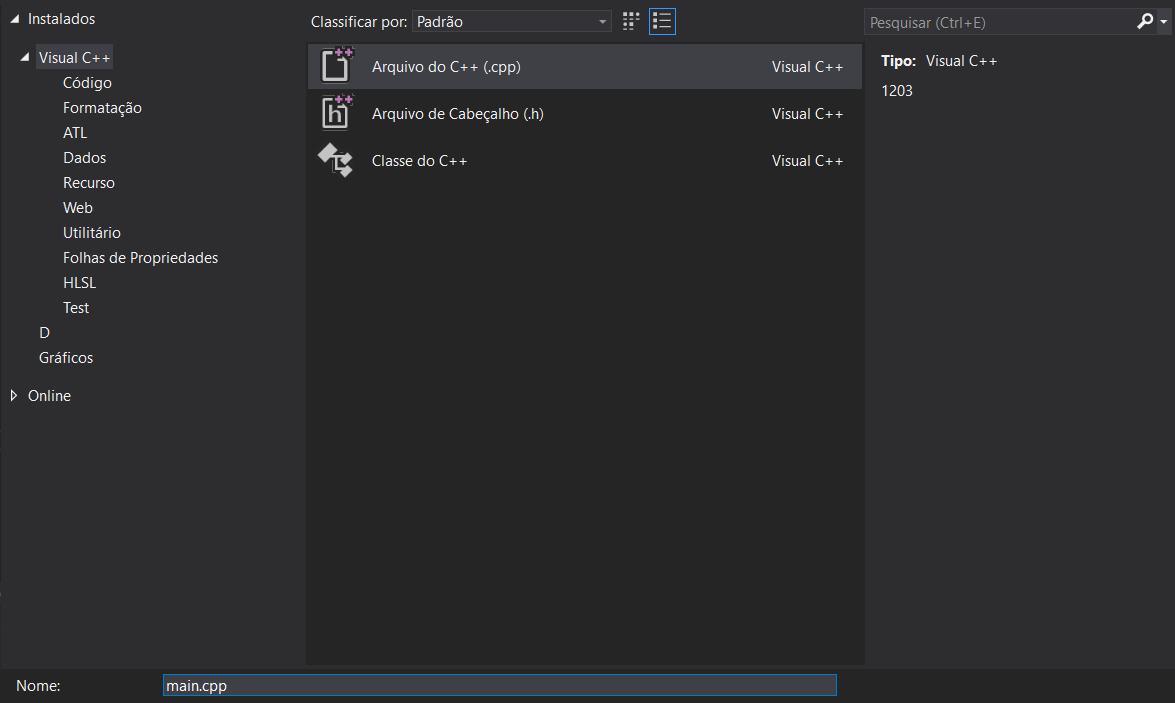 Instalados
Visual C++
Código
Formatação
ATL
Dados
Recurso
Web
Utilitário
Folhas de Propriedades
HLSL
Test
D
Gráficos
Online
Classificar por: Padrão
Arquivo do C++ (.cpp) Visual C++
Arquivo de Cabeçalho (.h) Visual C++
Classe do C++ Visual C++
Pesquisar (Ctrl+E)
Tipo: Visual C++
1203
Nome: main.cpp